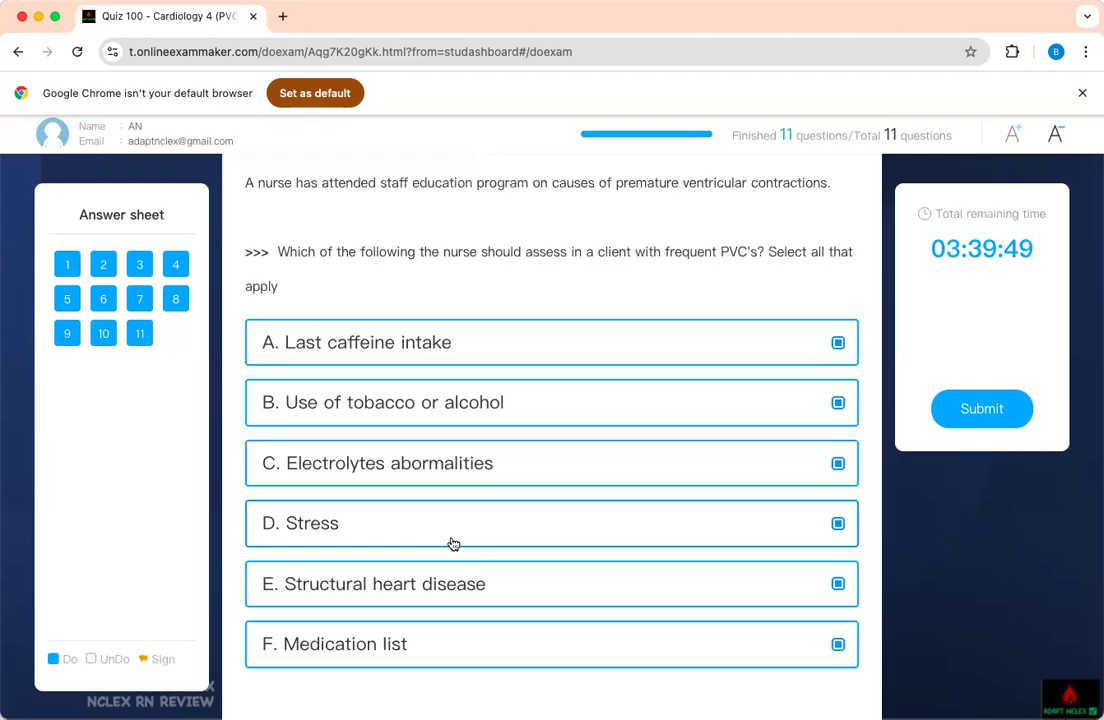 Quiz 100 - Cardiology 4 (PVC
t.onlineexammaker.com/doexam/Aqg7K20gKk.html?from=studashboard#/doexam
B
Google Chrome isn't your default browser
Set as default
Name : AN
Email : adaptnclex@gmail.com
Finished 11 questions/Total 11 questions
A+ A-
Answer sheet
1 2 3 4
5 6 7 8
9 10 11
Do UnDo Sign
NCLEX RN REVIEW
A nurse has attended staff education program on causes of premature ventricular contractions.
>>> Which of the following the nurse should assess in a client with frequent PVC's? Select all that
apply
A. Last caffeine intake
B. Use of tobacco or alcohol
C. Electrolytes abormalities
D. Stress
E. Structural heart disease
F. Medication list
Total remaining time
03:39:49
Submit
ADAPT NCLEX